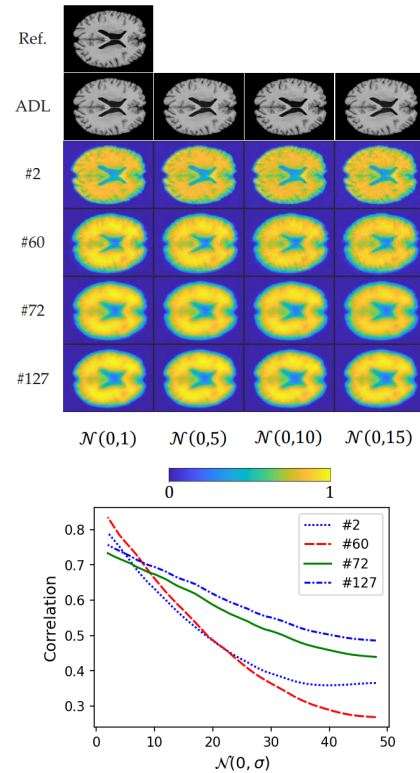 Ref.
ADL
#2
#60
#72
#127
𝒩(0,1) 𝒩(0,5) 𝒩(0,10) 𝒩(0,15)
0 1
#2
#60
#72
#127
0.8
0.7
0.6
0.5
0.4
0.3
Correlation
0 10 20 30 40 50
𝒩(0, σ)